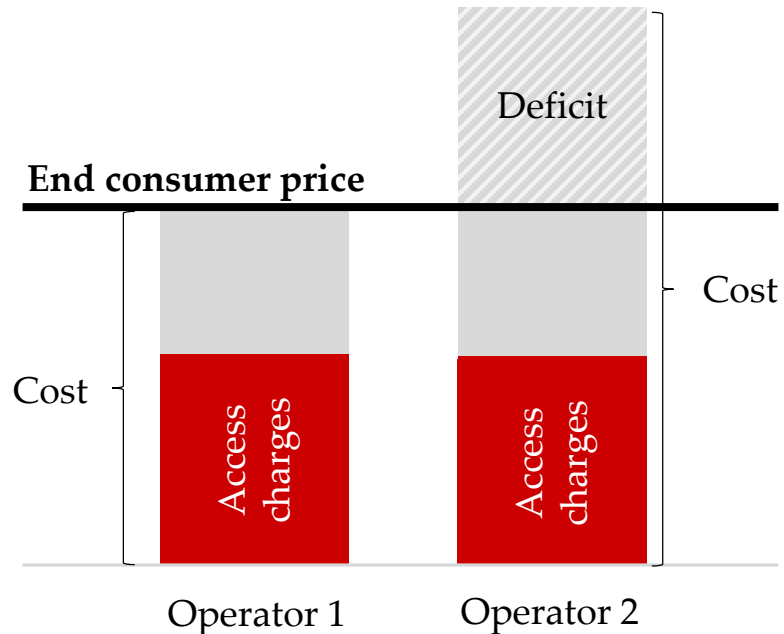 Deficit
End consumer price
Cost
Cost
Access
charges
Access
charges
Operator 1
Operator 2